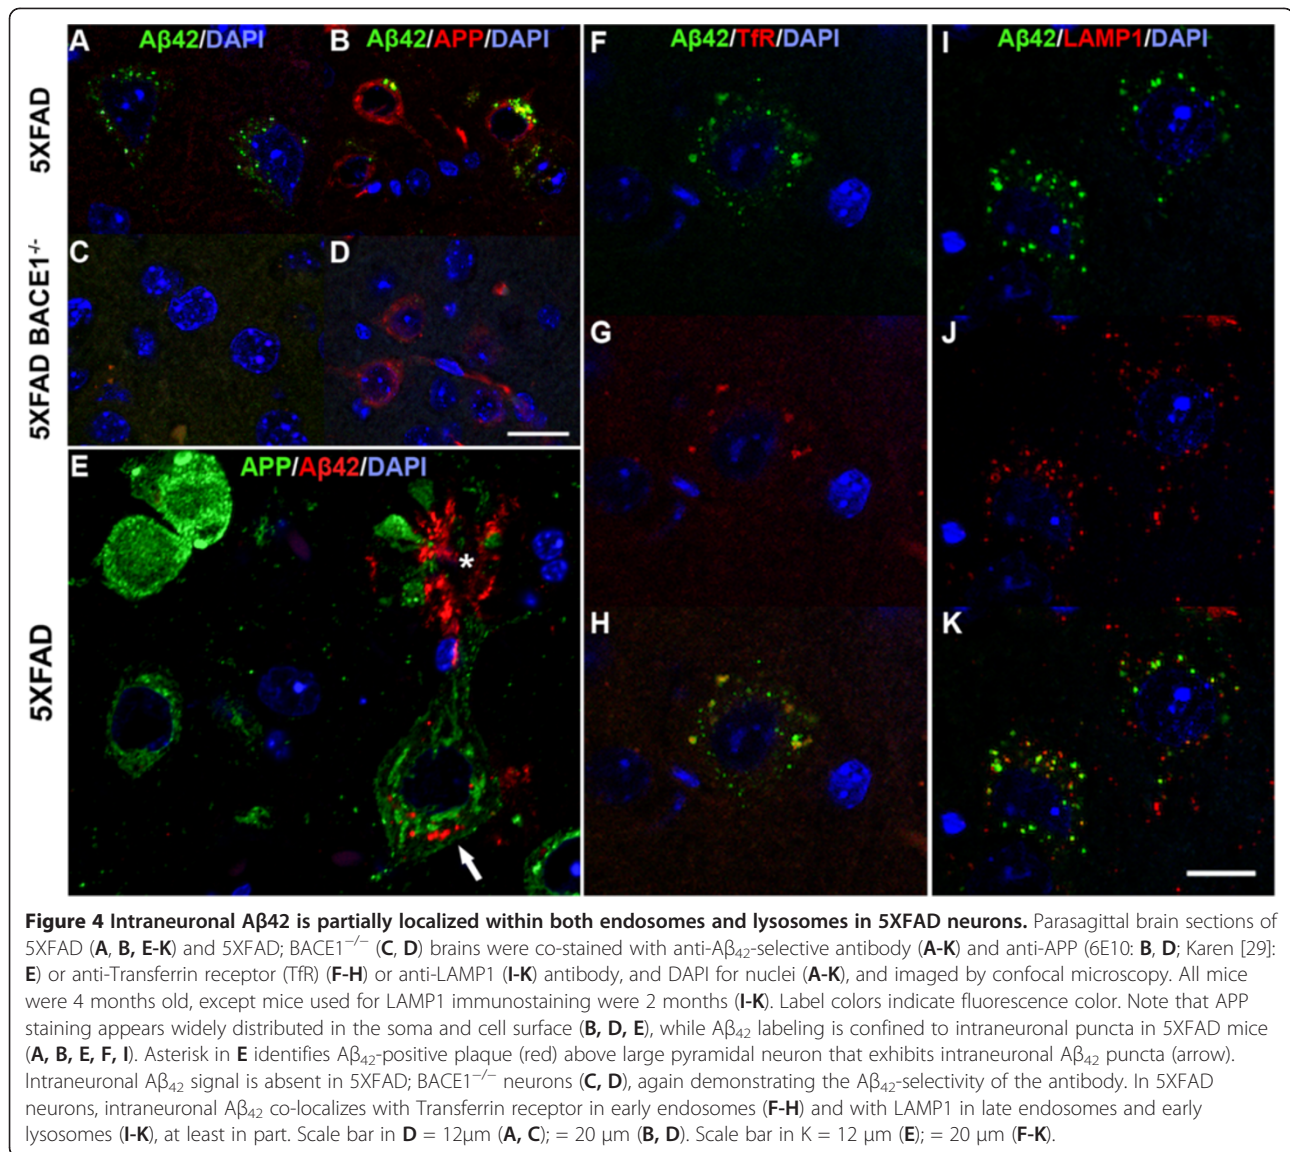 A Aβ42/DAPI
B Aβ42/APP/DAPI
5XFAD
C
D
5XFAD BACE1-/-
E APP/Aβ42/DAPI
*
5XFAD
F Aβ42/TfR/DAPI
G
H
I Aβ42/LAMP1/DAPI
J
K
Figure 4 Intraneuronal Aβ42 is partially localized within both endosomes and lysosomes in 5XFAD neurons. Parasagittal brain sections of
5XFAD (A, B, E-K) and 5XFAD; BACE1−/− (C, D) brains were co-stained with anti-Aβ42-selective antibody (A-K) and anti-APP (6E10: B, D; Karen [29]:
E) or anti-Transferrin receptor (TfR) (F-H) or anti-LAMP1 (I-K) antibody, and DAPI for nuclei (A-K), and imaged by confocal microscopy. All mice
were 4 months old, except mice used for LAMP1 immunostaining were 2 months (I-K). Label colors indicate fluorescence color. Note that APP
staining appears widely distributed in the soma and cell surface (B, D, E), while Aβ42 labeling is confined to intraneuronal puncta in 5XFAD mice
(A, B, E, F, I). Asterisk in E identifies Aβ42-positive plaque (red) above large pyramidal neuron that exhibits intraneuronal Aβ42 puncta (arrow).
Intraneuronal Aβ42 signal is absent in 5XFAD; BACE1−/− neurons (C, D), again demonstrating the Aβ42-selectivity of the antibody. In 5XFAD
neurons, intraneuronal Aβ42 co-localizes with Transferrin receptor in early endosomes (F-H) and with LAMP1 in late endosomes and early
lysosomes (I-K), at least in part. Scale bar in D = 12μm (A, C); = 20 μm (B, D). Scale bar in K = 12 μm (E); = 20 μm (F-K).